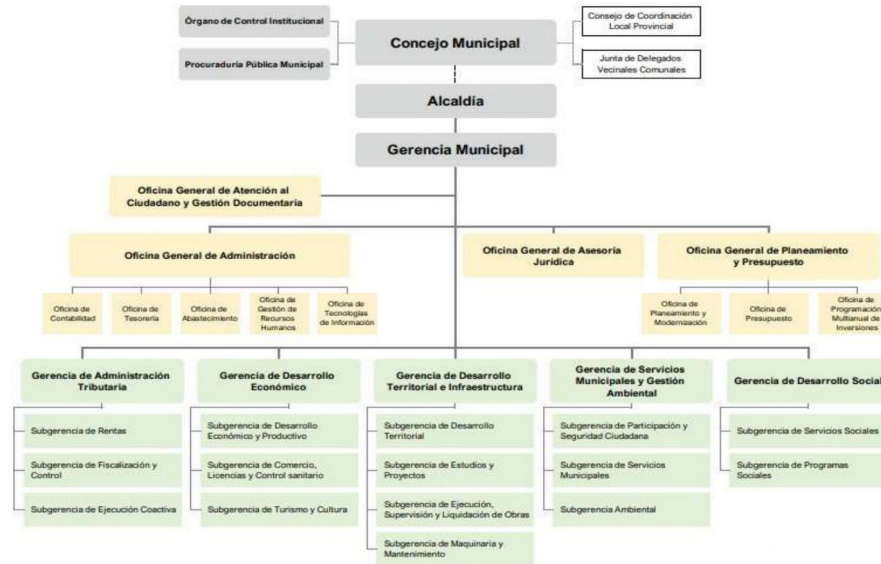 Órgano de Control Institucional
Concejo Municipal
Consejo de Coordinación
Local Provincial
Procuraduría Pública Municipal
Junta de Delegados
Vecinales Comunales
Alcaldía
Gerencia Municipal
Oficina General de Atención al
Ciudadano y Gestión Documentaria
Oficina General de Administración
Oficina General de Asesoría
Jurídica
Oficina General de Planeamiento
y Presupuesto
Oficina de
Contabilidad
Oficina de
Tesorería
Oficina de
Abastecimiento
Oficina de
Gestión de
Recursos
Humanos
Oficina de
Tecnologías
de Información
Oficina de
Planeamiento y
Modernización
Oficina de
Presupuesto
Oficina de
Programación
Multianual de
Inversiones
Gerencia de Administración
Tributaria
Gerencia de Desarrollo
Económico
Gerencia de Desarrollo
Territorial e Infraestructura
Gerencia de Servicios
Municipales y Gestión
Ambiental
Gerencia de Desarrollo Social
Subgerencia de Rentas
Subgerencia de Fiscalización y
Control
Subgerencia de Ejecución Coactiva
Subgerencia de Desarrollo
Económico y Productivo
Subgerencia de Comercio,
Licencias y Control sanitario
Subgerencia de Turismo y Cultura
Subgerencia de Desarrollo
Territorial
Subgerencia de Estudios y
Proyectos
Subgerencia de Ejecución,
Supervisión y Liquidación de Obras
Subgerencia de Maquinaria y
Mantenimiento
Subgerencia de Participación y
Seguridad Ciudadana
Subgerencia de Servicios
Municipales
Subgerencia Ambiental
Subgerencia de Servicios Sociales
Subgerencia de Programas
Sociales